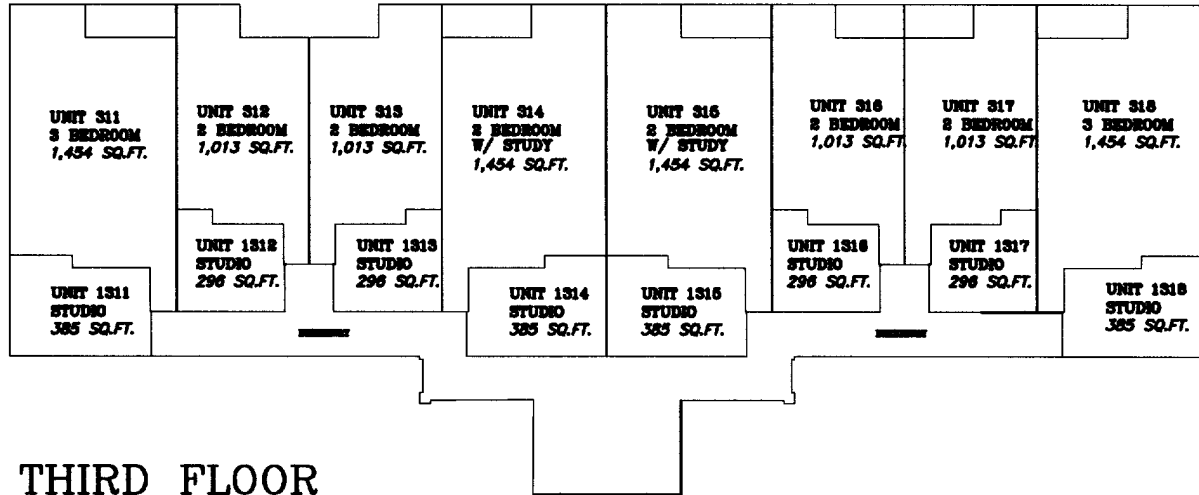 UNIT 311
3 BEDROOM
1,454 SQ.FT.
UNIT 312
2 BEDROOM
1,013 SQ.FT.
UNIT 313
2 BEDROOM
1,013 SQ.FT.
UNIT 314
2 BEDROOM
W/ STUDY
1,454 SQ.FT.
UNIT 315
2 BEDROOM
W/ STUDY
1,454 SQ.FT.
UNIT 316
2 BEDROOM
1,013 SQ.FT.
UNIT 317
2 BEDROOM
1,013 SQ.FT.
UNIT 318
3 BEDROOM
1,454 SQ.FT.
UNIT 1311
STUDIO
385 SQ.FT.
UNIT 1312
STUDIO
296 SQ.FT.
UNIT 1313
STUDIO
296 SQ.FT.
UNIT 1314
STUDIO
385 SQ.FT.
UNIT 1315
STUDIO
385 SQ.FT.
UNIT 1316
STUDIO
296 SQ.FT.
UNIT 1317
STUDIO
296 SQ.FT.
UNIT 1318
STUDIO
385 SQ.FT.
THIRD FLOOR